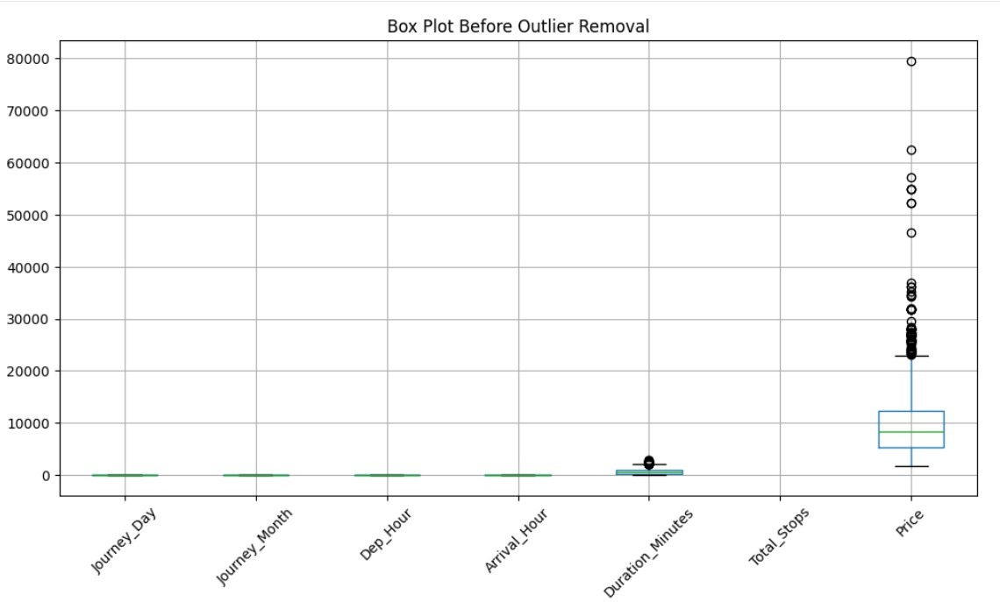 Box Plot Before Outlier Removal
80000
70000
60000
50000
40000
30000
20000
10000
0
Journey_Day
Journey_Month
Dep_Hour
Arrival_Hour
Duration_Minutes
Total_Stops
Price